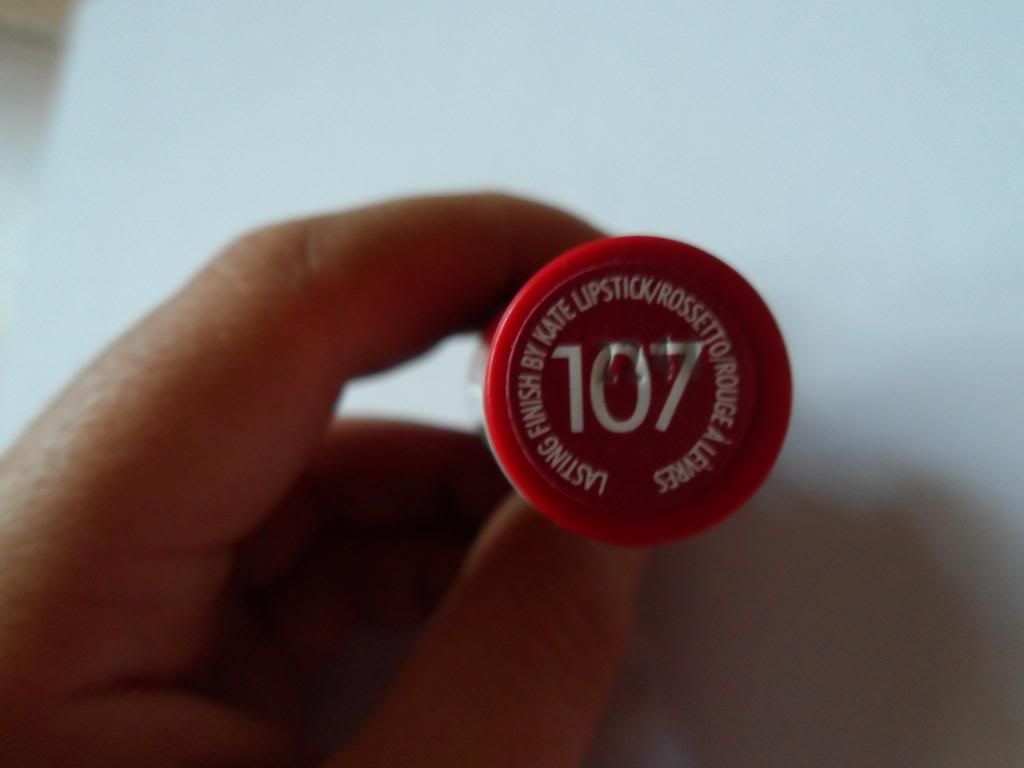 LASTING FINISH BY KATE LIPSTICK/ROSSETTO/ROUGE À LÈVRES
107